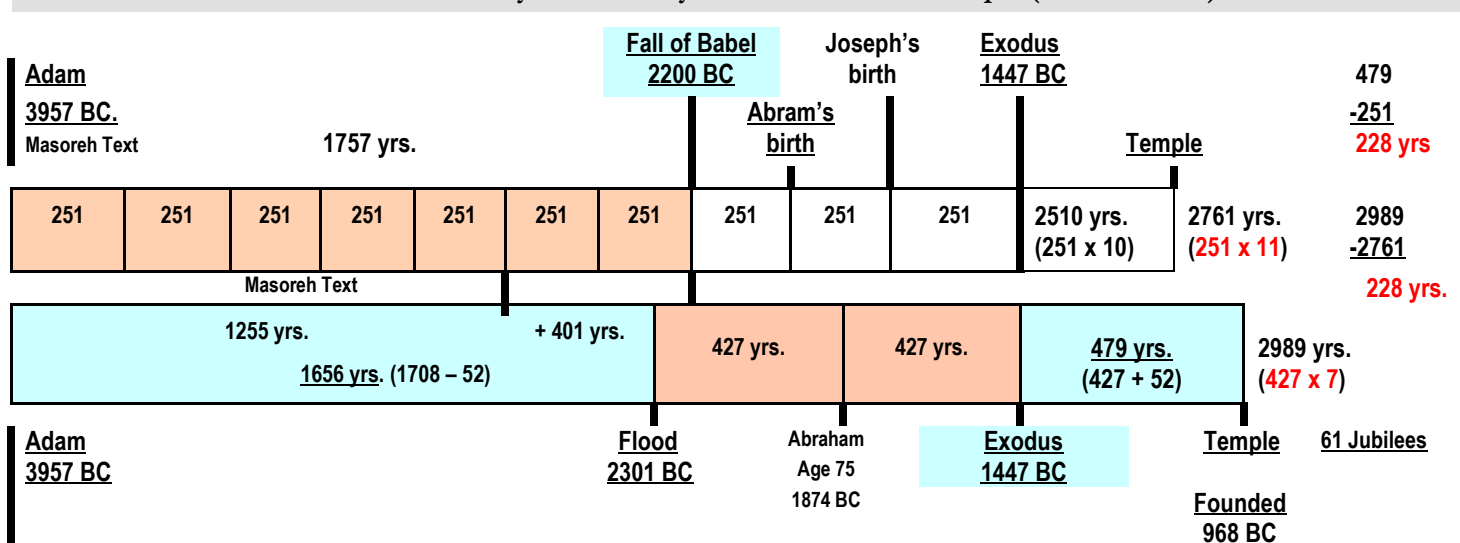 Fall of Babel
2200 BC
Joseph's
birth
Exodus
1447 BC
Adam
3957 BC.
Masoreh Text
1757 yrs.
Abram's
birth
Temple
479
-251
228 yrs
251 251 251 251 251 251 251 251 251 251
2510 yrs.
(251 x 10)
2761 yrs.
(251 x 11)
2989
-2761
228 yrs.
Masoreh Text
1255 yrs. + 401 yrs.
1656 yrs. (1708 – 52)
427 yrs. 427 yrs.
479 yrs.
(427 + 52)
2989 yrs.
(427 x 7)
Adam
3957 BC
Flood
2301 BC
Abraham
Age 75
1874 BC
Exodus
1447 BC
Temple
Founded
968 BC
61 Jubilees